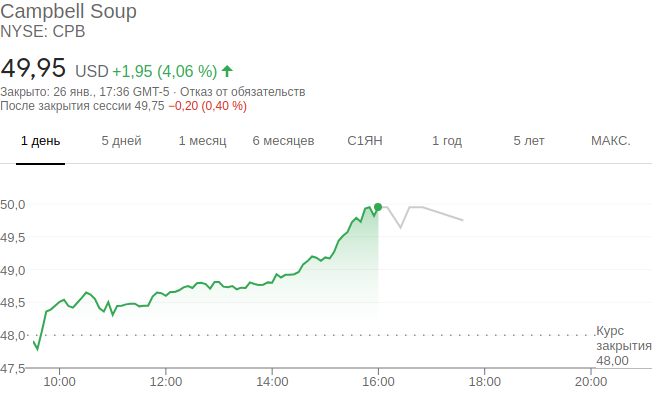 Campbell Soup
NYSE: CPB
49,95 USD +1,95 (4,06 %)
Закрыто: 26 янв., 17:36 GMT-5 · Отказ от обязательств
После закрытия сессии 49,75 −0,20 (0,40 %)
1 день 5 дней 1 месяц 6 месяцев С1ЯН 1 год 5 лет МАКС.
50,0
49,5
49,0
48,5
48,0
47,5
Курс
закрытия
48,00
10:00 12:00 14:00 16:00 18:00 20:00